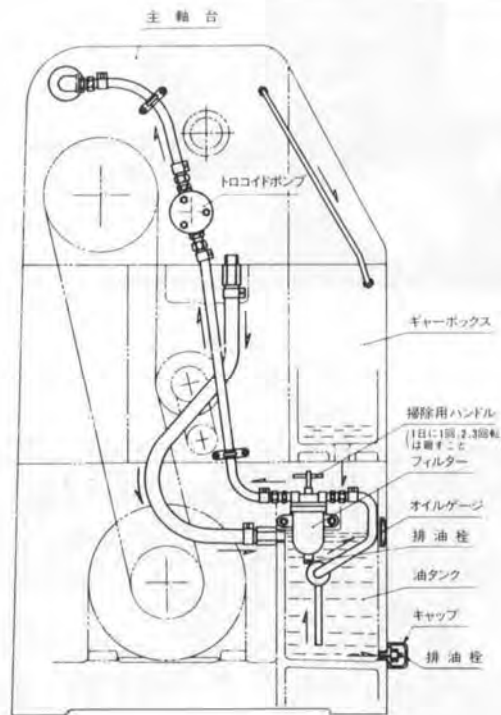 主軸台
トロコイドポンプ
ギャーボックス
掃除用ハンドル
(1日に1回、2.3回転
は廻すこと
フィルター
オイルゲージ
排油栓
油タンク
キャップ
排油栓